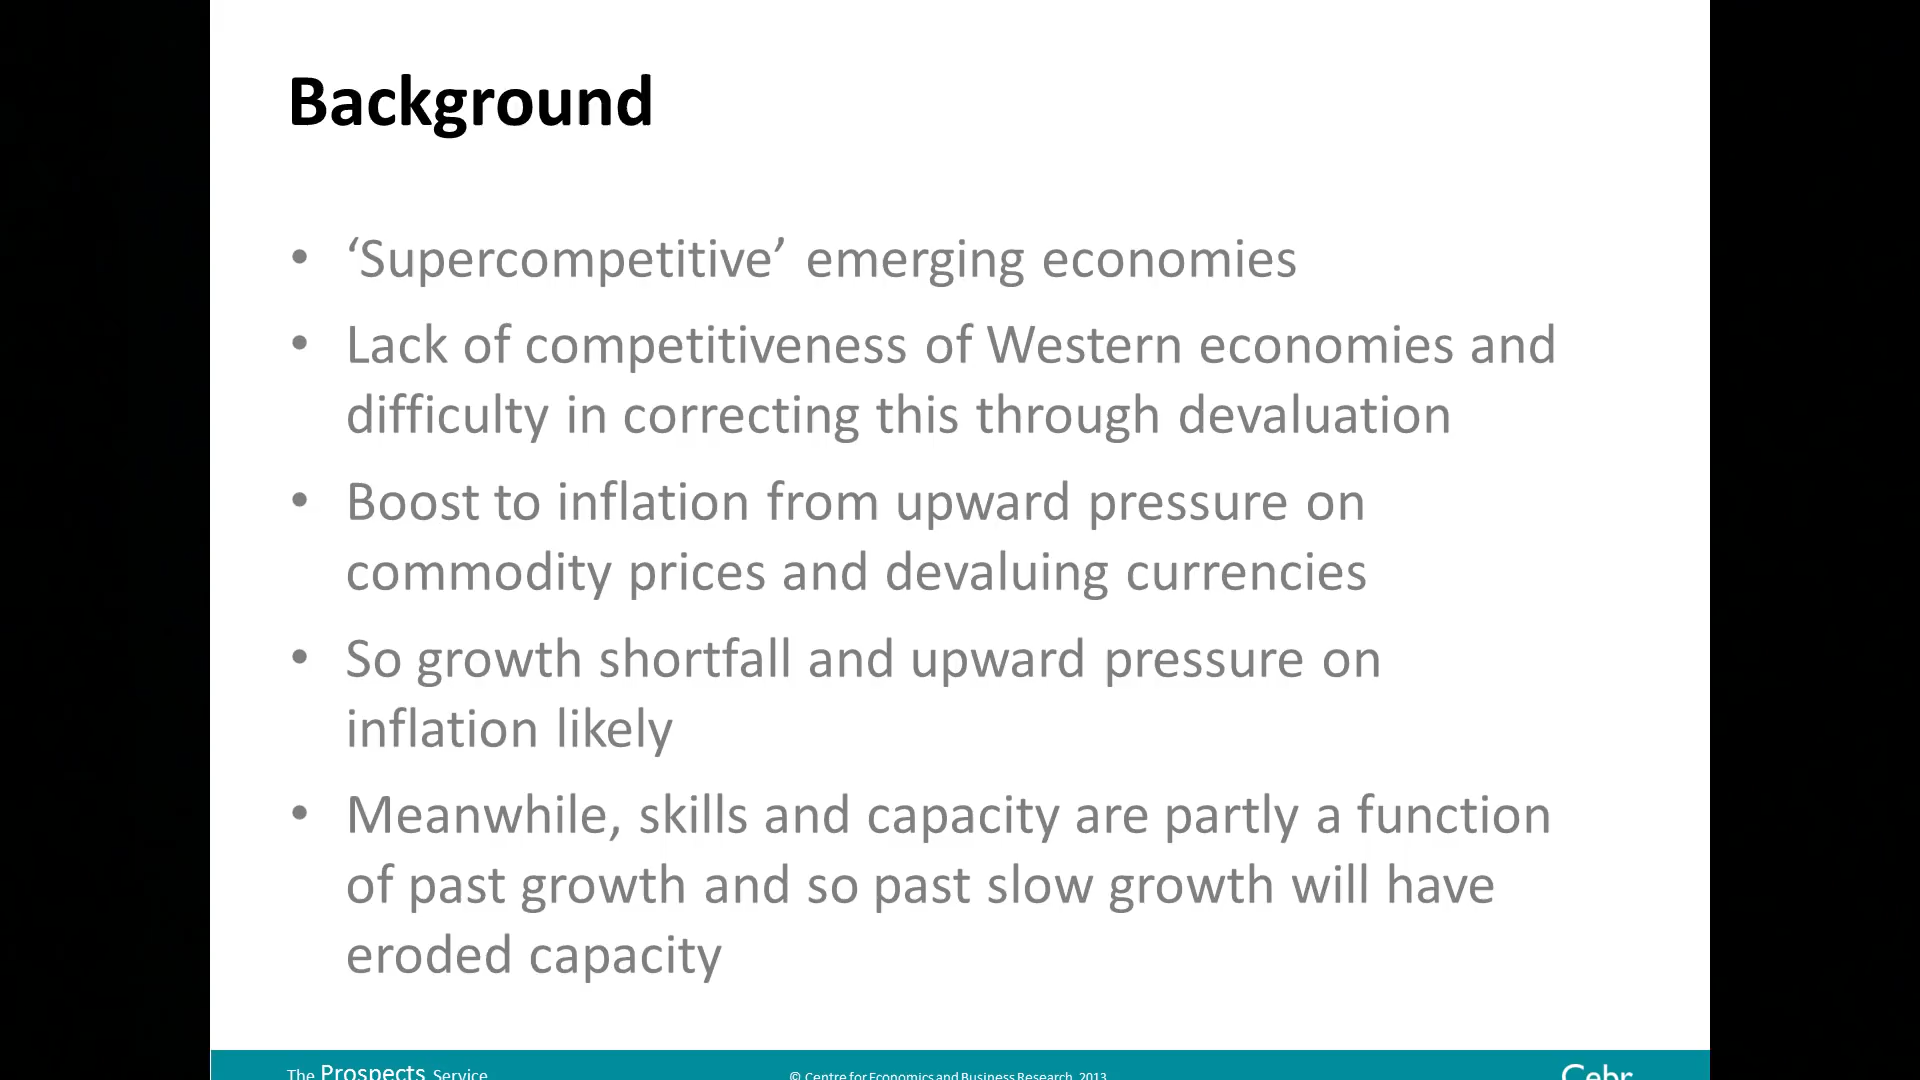 Background
• ‘Supercompetitive’ emerging economies
• Lack of competitiveness of Western economies and
difficulty in correcting this through devaluation
• Boost to inflation from upward pressure on
commodity prices and devaluing currencies
• So growth shortfall and upward pressure on
inflation likely
• Meanwhile, skills and capacity are partly a function
of past growth and so past slow growth will have
eroded capacity
The Prospects Service
© Centre for Economics and Business Research, 2013
Cebr